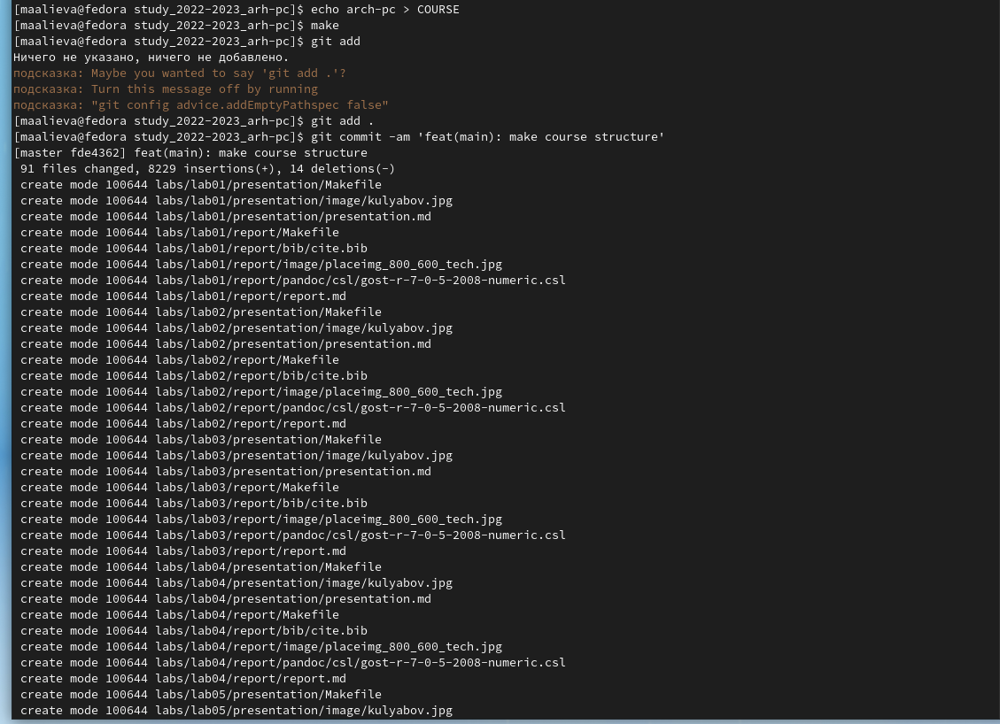 [maalieva@fedora study_2022-2023_arh-pc]$ echo arch-pc > COURSE
[maalieva@fedora study_2022-2023_arh-pc]$ make
[maalieva@fedora study_2022-2023_arh-pc]$ git add
Ничего не указано, ничего не добавлено.
подсказка: Maybe you wanted to say 'git add .'?
подсказка: Turn this message off by running
подсказка: "git config advice.addEmptyPathspec false"
[maalieva@fedora study_2022-2023_arh-pc]$ git add .
[maalieva@fedora study_2022-2023_arh-pc]$ git commit -am 'feat(main): make course structure'
[master fde4362] feat(main): make course structure
 91 files changed, 8229 insertions(+), 14 deletions(-)
 create mode 100644 labs/lab01/presentation/Makefile
 create mode 100644 labs/lab01/presentation/image/kulyabov.jpg
 create mode 100644 labs/lab01/presentation/presentation.md
 create mode 100644 labs/lab01/report/Makefile
 create mode 100644 labs/lab01/report/bib/cite.bib
 create mode 100644 labs/lab01/report/image/placeimg_800_600_tech.jpg
 create mode 100644 labs/lab01/report/pandoc/csl/gost-r-7-0-5-2008-numeric.csl
 create mode 100644 labs/lab01/report/report.md
 create mode 100644 labs/lab02/presentation/Makefile
 create mode 100644 labs/lab02/presentation/image/kulyabov.jpg
 create mode 100644 labs/lab02/presentation/presentation.md
 create mode 100644 labs/lab02/report/Makefile
 create mode 100644 labs/lab02/report/bib/cite.bib
 create mode 100644 labs/lab02/report/image/placeimg_800_600_tech.jpg
 create mode 100644 labs/lab02/report/pandoc/csl/gost-r-7-0-5-2008-numeric.csl
 create mode 100644 labs/lab02/report/report.md
 create mode 100644 labs/lab03/presentation/Makefile
 create mode 100644 labs/lab03/presentation/image/kulyabov.jpg
 create mode 100644 labs/lab03/presentation/presentation.md
 create mode 100644 labs/lab03/report/Makefile
 create mode 100644 labs/lab03/report/bib/cite.bib
 create mode 100644 labs/lab03/report/image/placeimg_800_600_tech.jpg
 create mode 100644 labs/lab03/report/pandoc/csl/gost-r-7-0-5-2008-numeric.csl
 create mode 100644 labs/lab03/report/report.md
 create mode 100644 labs/lab04/presentation/Makefile
 create mode 100644 labs/lab04/presentation/image/kulyabov.jpg
 create mode 100644 labs/lab04/presentation/presentation.md
 create mode 100644 labs/lab04/report/Makefile
 create mode 100644 labs/lab04/report/bib/cite.bib
 create mode 100644 labs/lab04/report/image/placeimg_800_600_tech.jpg
 create mode 100644 labs/lab04/report/pandoc/csl/gost-r-7-0-5-2008-numeric.csl
 create mode 100644 labs/lab04/report/report.md
 create mode 100644 labs/lab05/presentation/Makefile
 create mode 100644 labs/lab05/presentation/image/kulyabov.jpg